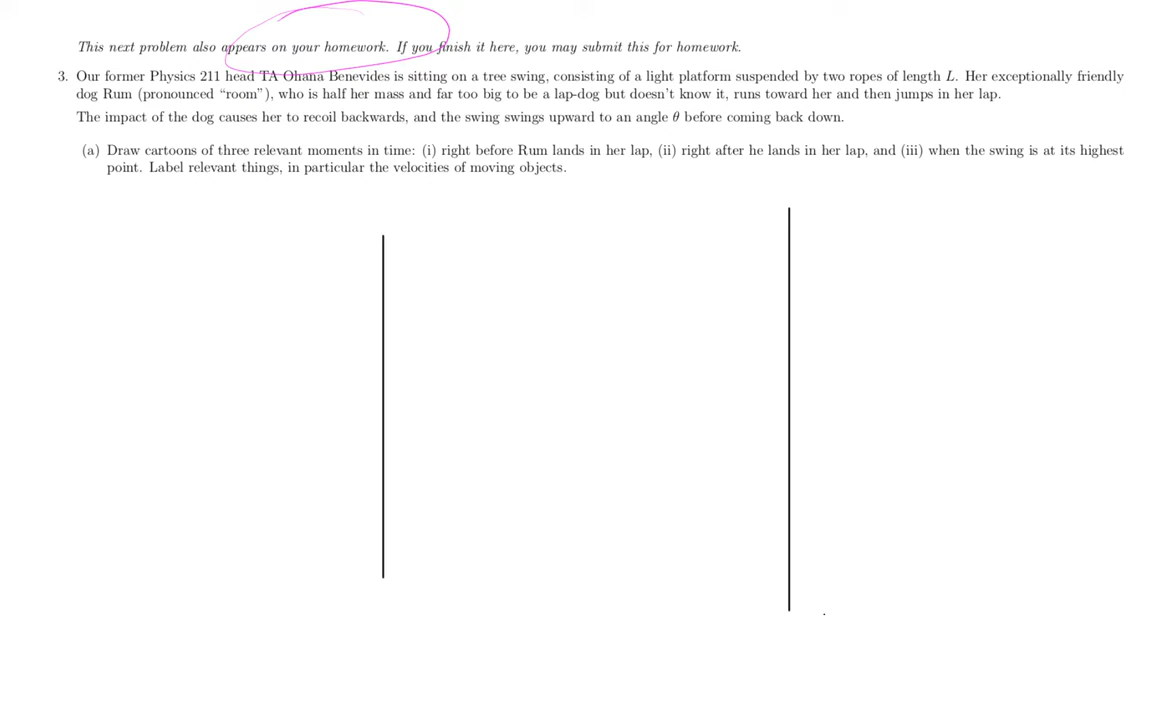 This next problem also appears on your homework. If you finish it here, you may submit this for homework.
3. Our former Physics 211 head TA Ohana Benevides is sitting on a tree swing, consisting of a light platform suspended by two ropes of length L. Her exceptionally friendly
dog Rum (pronounced “room”), who is half her mass and far too big to be a lap-dog but doesn’t know it, runs toward her and then jumps in her lap.
The impact of the dog causes her to recoil backwards, and the swing swings upward to an angle θ before coming back down.
(a) Draw cartoons of three relevant moments in time: (i) right before Rum lands in her lap, (ii) right after he lands in her lap, and (iii) when the swing is at its highest
point. Label relevant things, in particular the velocities of moving objects.